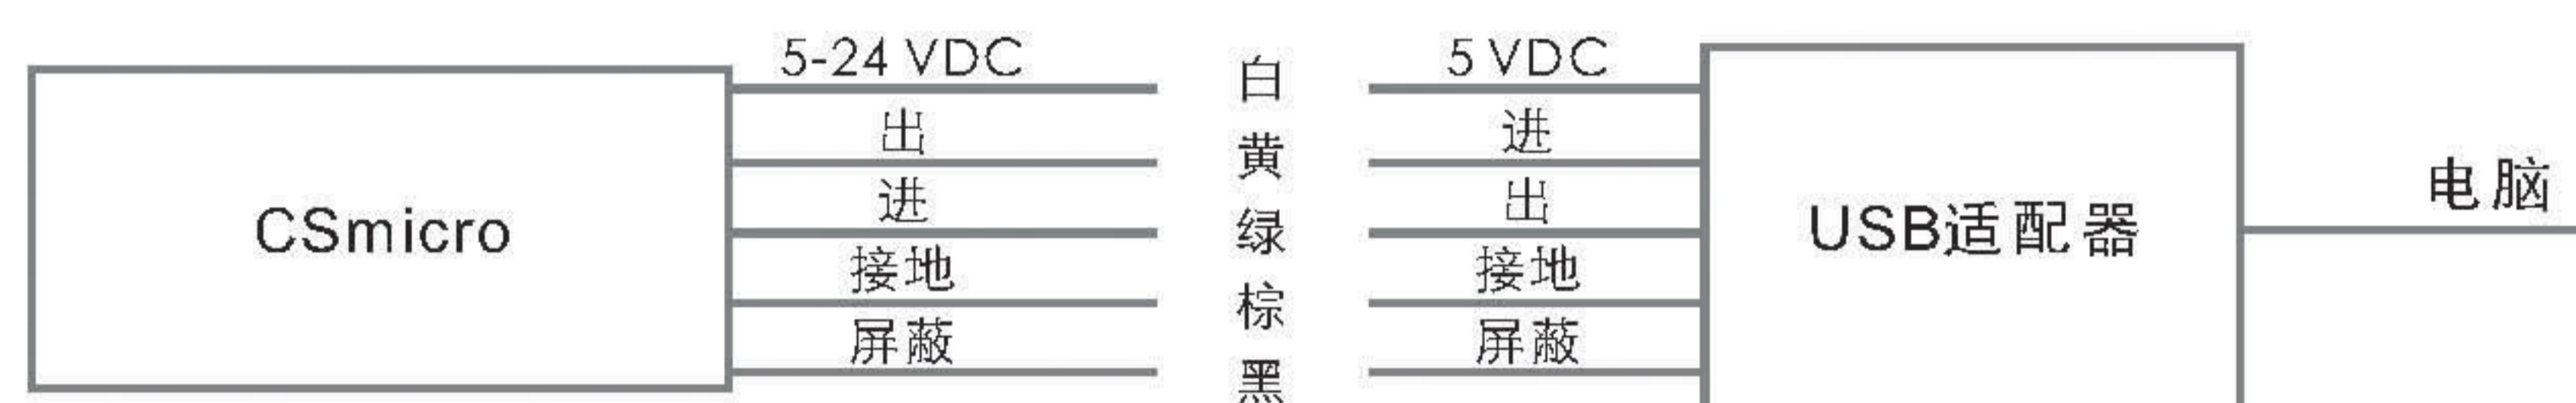 5-24 VDC 白 5 VDC
出 黄 进
进 绿 出
CSmicro USB适配器 电脑
接地 棕 接地
屏蔽 黑 屏蔽